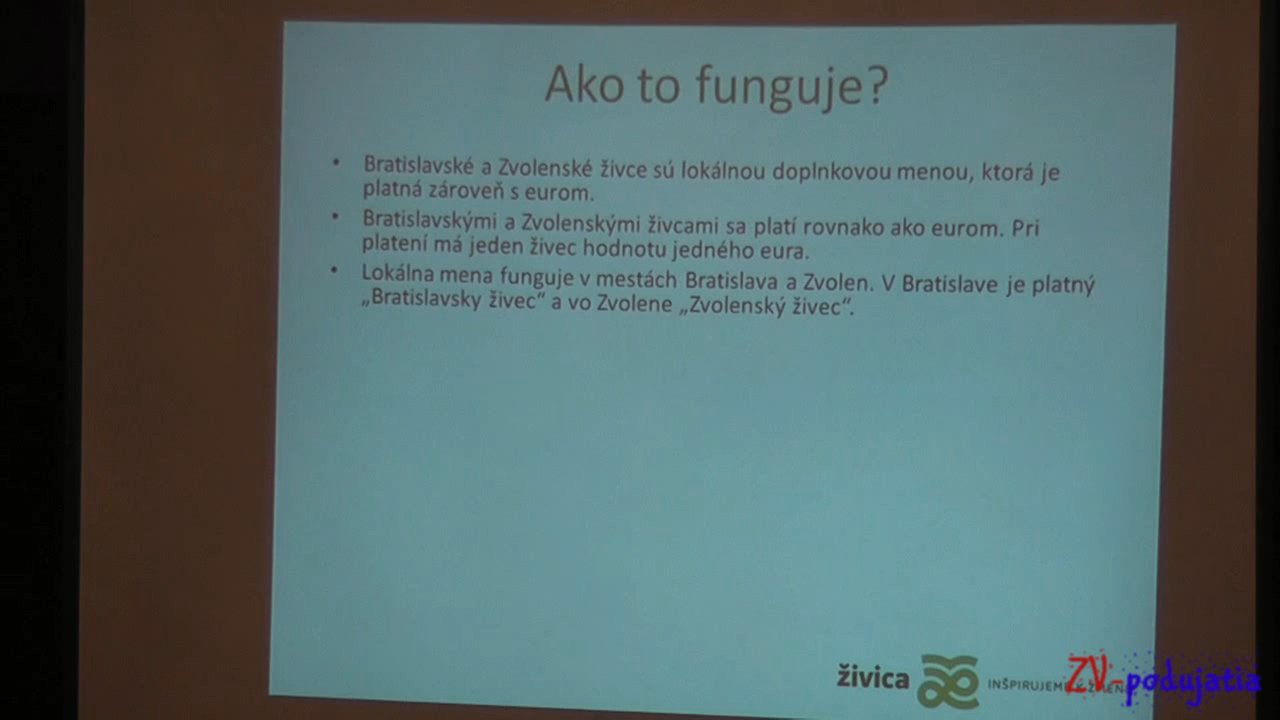 Ako to funguje?
• Bratislavské a Zvolenské živce sú lokálnou doplnkovou menou, ktorá je
platná zároveň s eurom.
• Bratislavskými a Zvolenskými živcami sa platí rovnako ako eurom. Pri
platení má jeden živec hodnotu jedného eura.
• Lokálna mena funguje v mestách Bratislava a Zvolen. V Bratislave je platný
„Bratislavsky živec“ a vo Zvolene „Zvolenský živec“.
živica
INŠPIRUJEME
ZV-podujatia